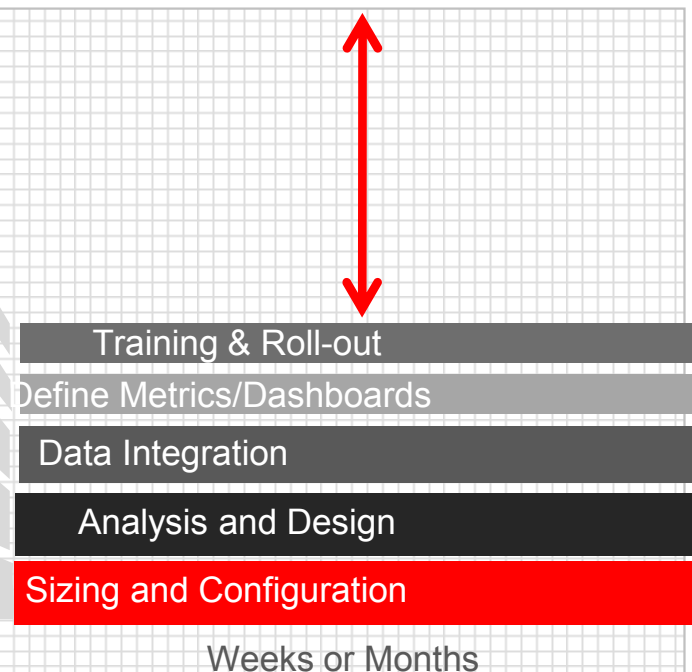 Training & Roll-out
Define Metrics/Dashboards
Data Integration
Analysis and Design
Sizing and Configuration
Weeks or Months